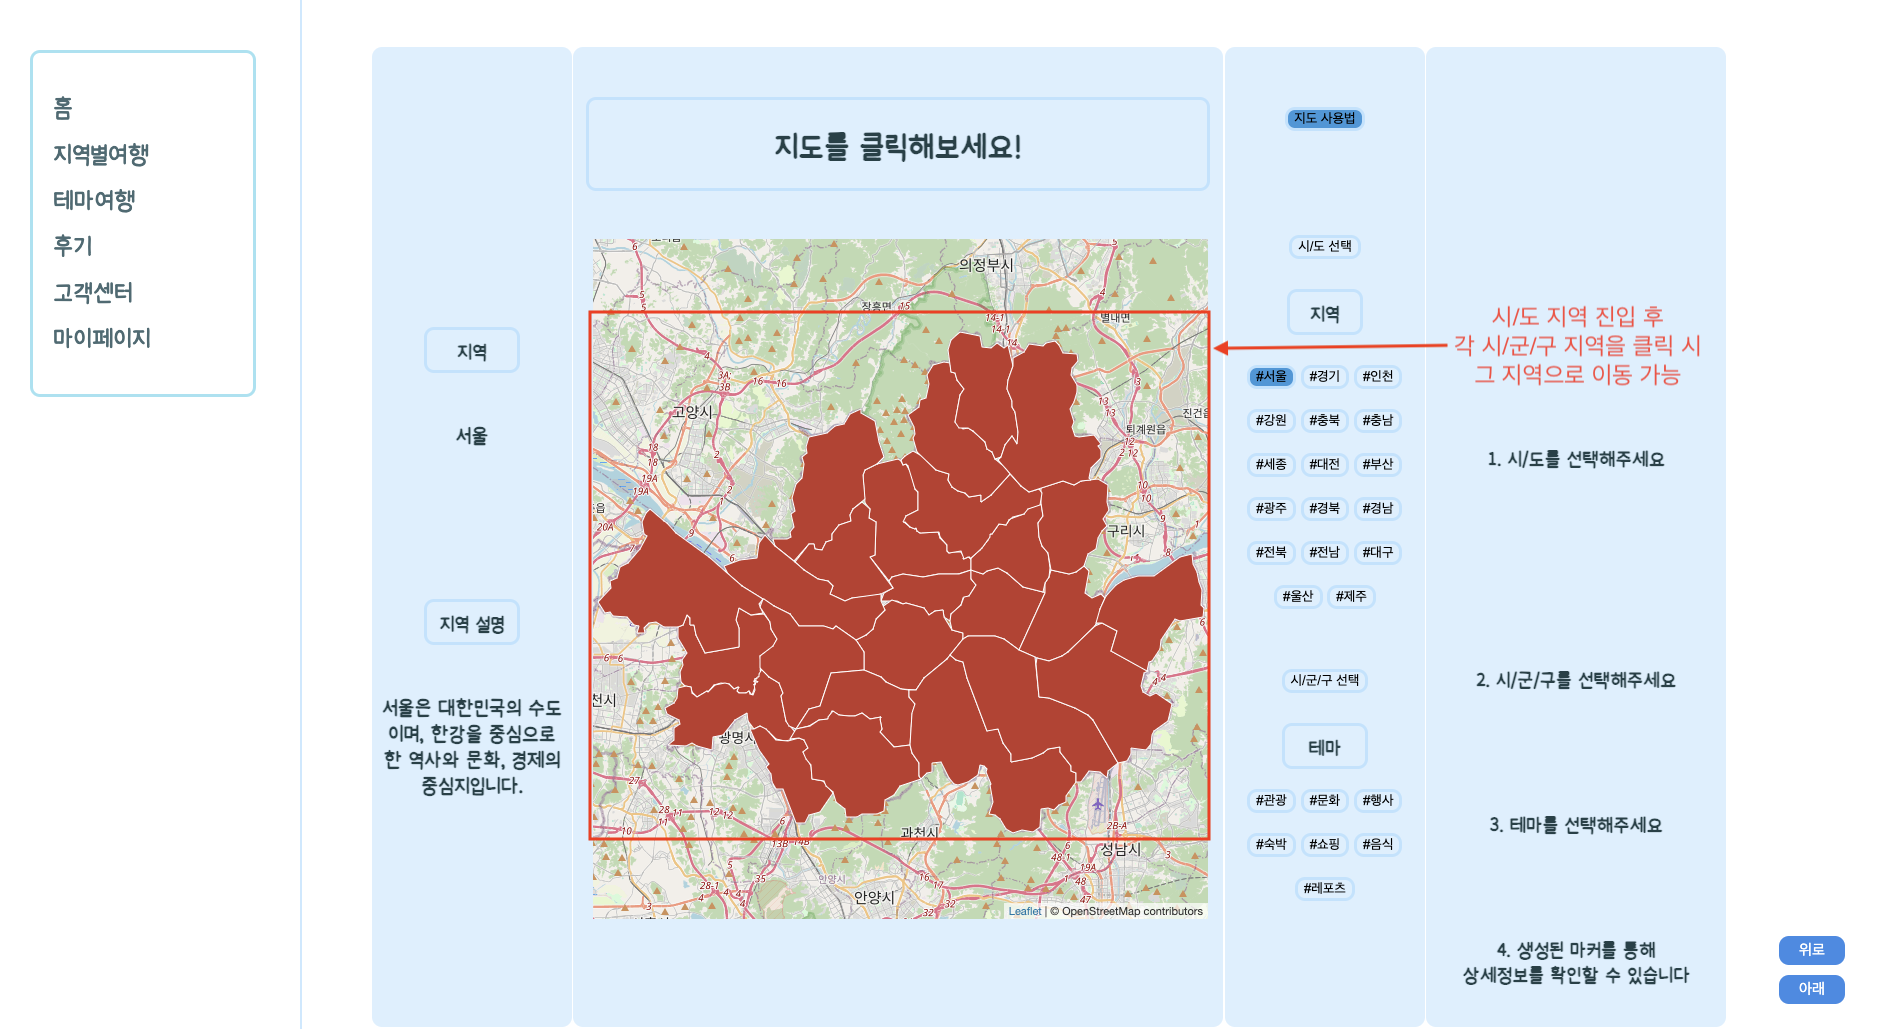 홈
지역별여행
테마여행
후기
고객센터
마이페이지
지역
서울
지역 설명
서울은 대한민국의 수도
이며, 한강을 중심으로
한 역사와 문화, 경제의
중심지입니다.
지도를 클릭해보세요!
의정부시
장흥면
별내면
고양시
진건읍
퇴계원읍
구리시
광명시
과천시
성남시
안양시
Leaflet | © OpenStreetMap contributors
지도 사용법
시/도 선택
지역
#서울 #경기 #인천
#강원 #충북 #충남
#세종 #대전 #부산
#광주 #경북 #경남
#전북 #전남 #대구
#울산 #제주
시/군/구 선택
테마
#관광 #문화 #행사
#숙박 #쇼핑 #음식
#레포츠
시/도 지역 진입 후
각 시/군/구 지역을 클릭 시
그 지역으로 이동 가능
1. 시/도를 선택해주세요
2. 시/군/구를 선택해주세요
3. 테마를 선택해주세요
4. 생성된 마커를 통해
상세정보를 확인할 수 있습니다
위로
아래